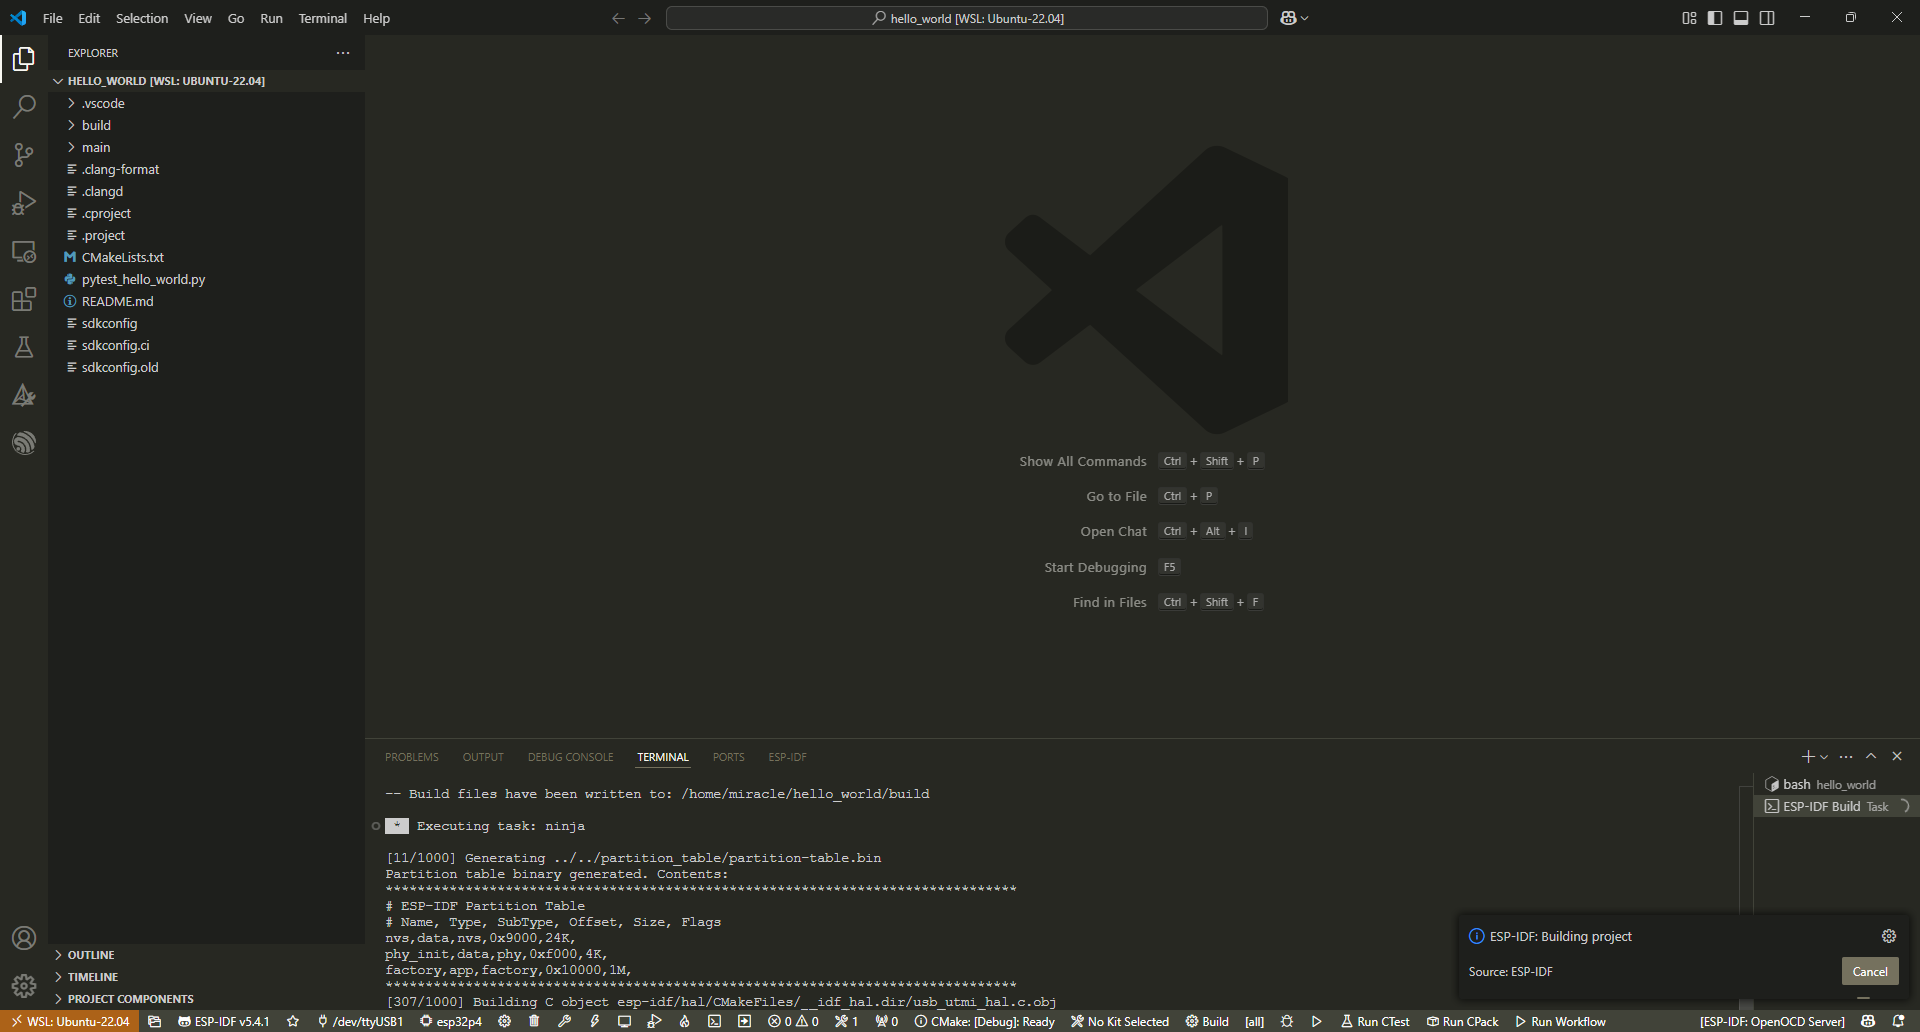 File Edit Selection View Go Run Terminal Help
hello_world [WSL: Ubuntu-22.04]
EXPLORER
HELLO_WORLD [WSL: UBUNTU-22.04]
.vscode
build
main
.clang-format
.clangd
.cproject
.project
CMakeLists.txt
pytest_hello_world.py
README.md
sdkconfig
sdkconfig.ci
sdkconfig.old
Show All Commands Ctrl + Shift + P
Go to File Ctrl + P
Open Chat Ctrl + Alt + I
Start Debugging F5
Find in Files Ctrl + Shift + F
PROBLEMS OUTPUT DEBUG CONSOLE TERMINAL PORTS ESP-IDF
-- Build files have been written to: /home/miracle/hello_world/build
* Executing task: ninja
[11/1000] Generating ../../partition_table/partition-table.bin
Partition table binary generated. Contents:
*******************************************************************************
# ESP-IDF Partition Table
# Name, Type, SubType, Offset, Size, Flags
nvs,data,nvs,0x9000,24K,
phy_init,data,phy,0xf000,4K,
factory,app,factory,0x10000,1M,
*******************************************************************************
[307/1000] Building C object esp-idf/hal/CMakeFiles/__idf_hal.dir/usb_utmi_hal.c.obj
bash hello_world
ESP-IDF Build Task
ESP-IDF: Building project
Source: ESP-IDF
Cancel
OUTLINE
TIMELINE
PROJECT COMPONENTS
WSL: Ubuntu-22.04 ESP-IDF v5.4.1 /dev/ttyUSB1 esp32p4 0 0 1 0 CMake: [Debug]: Ready No Kit Selected Build [all] Run CTest Run CPack Run Workflow [ESP-IDF: OpenOCD Server]